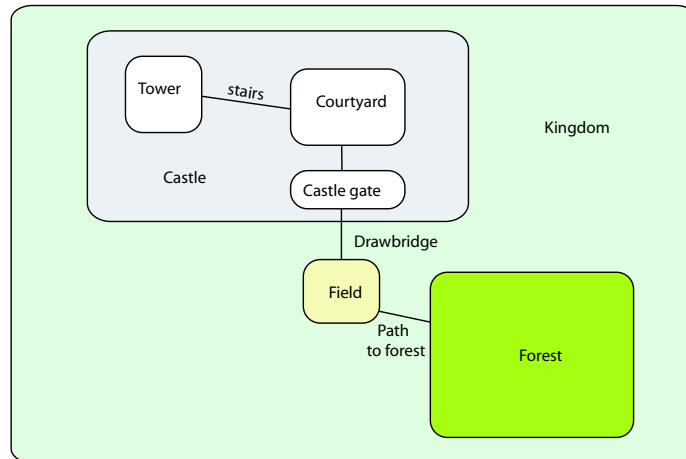 Tower
stairs
Courtyard
Kingdom
Castle
Castle gate
Drawbridge
Field
Path
to forest
Forest